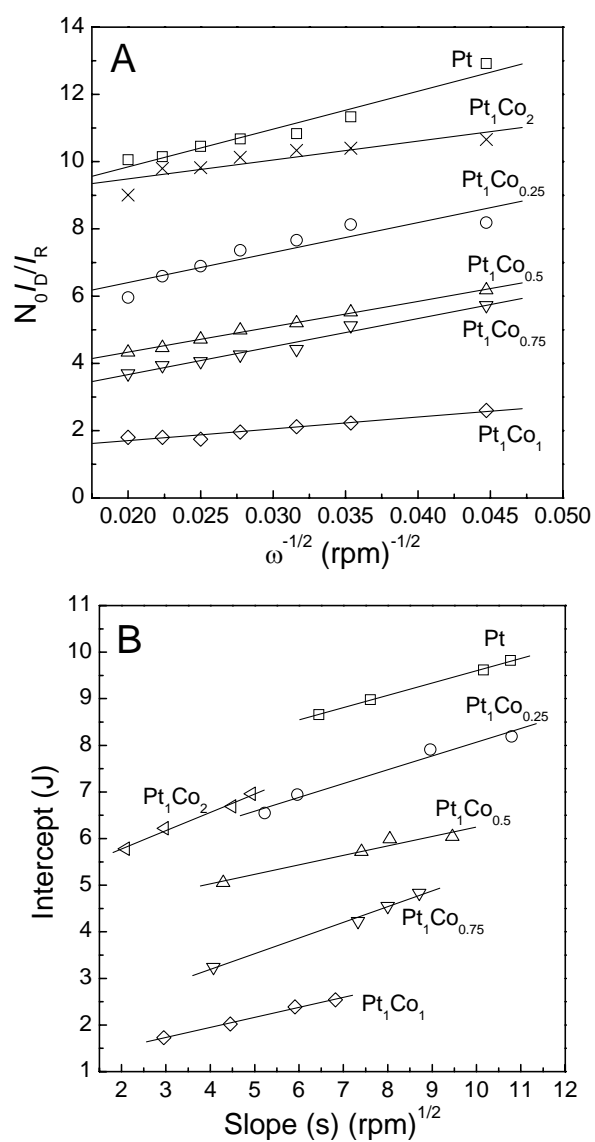 A
N₀I_D/I_R
14
12
10
8
6
4
2
0
Pt
Pt₁Co₂
Pt₁Co₀.₂₅
Pt₁Co₀.₅
Pt₁Co₀.₇₅
Pt₁Co₁
0.020 0.025 0.030 0.035 0.040 0.045 0.050
ω⁻¹/² (rpm)⁻¹/²
B
Intercept (J)
11
10
9
8
7
6
5
4
3
2
1
Pt
Pt₁Co₀.₂₅
Pt₁Co₂
Pt₁Co₀.₅
Pt₁Co₀.₇₅
Pt₁Co₁
2 3 4 5 6 7 8 9 10 11 12
Slope (s) (rpm)¹/²